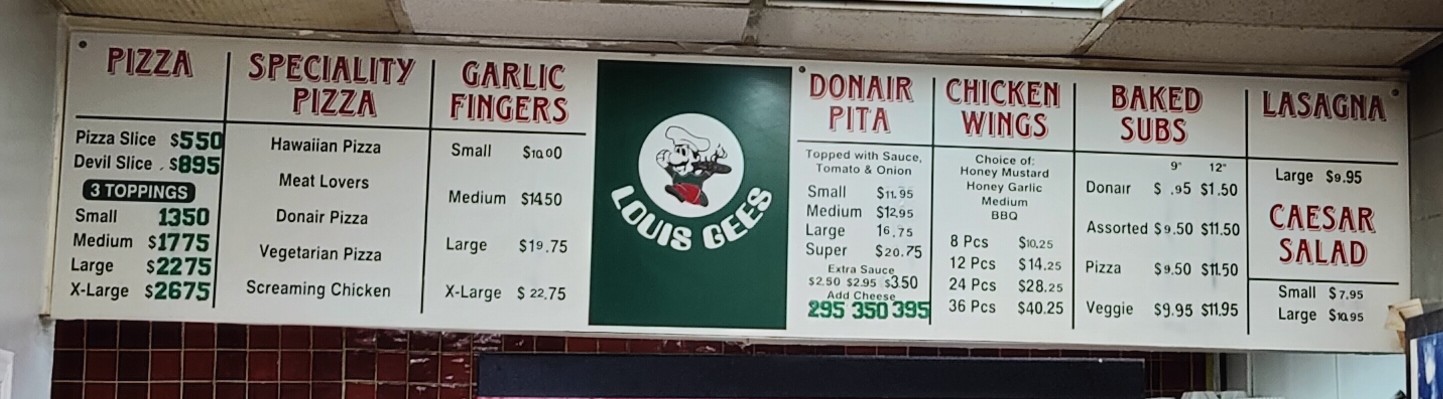 PIZZA
Pizza Slice $550
Devil Slice . $895
3 TOPPINGS
Small 1350
Medium $1775
Large $2275
X-Large $2675
SPECIALITY
PIZZA
Hawaiian Pizza
Meat Lovers
Donair Pizza
Vegetarian Pizza
Screaming Chicken
GARLIC
FINGERS
Small $10.00
Medium $14.50
Large $19.75
X-Large $22.75
LOUIS GEES
DONAIR
PITA
Topped with Sauce,
Tomato & Onion
Small $11.95
Medium $12.95
Large 16.75
Super $20.75
Extra Sauce
$2.50 $2.95 $3.50
Add Cheese
295 350 395
CHICKEN
WINGS
Choice of:
Honey Mustard
Honey Garlic
Medium
BBQ
8 Pcs $10.25
12 Pcs $14.25
24 Pcs $28.25
36 Pcs $40.25
BAKED
SUBS
9" 12"
Donair $ .95 $1.50
Assorted $9.50 $11.50
Pizza $9.50 $11.50
Veggie $9.95 $11.95
LASAGNA
Large $9.95
CAESAR
SALAD
Small $7.95
Large $10.95